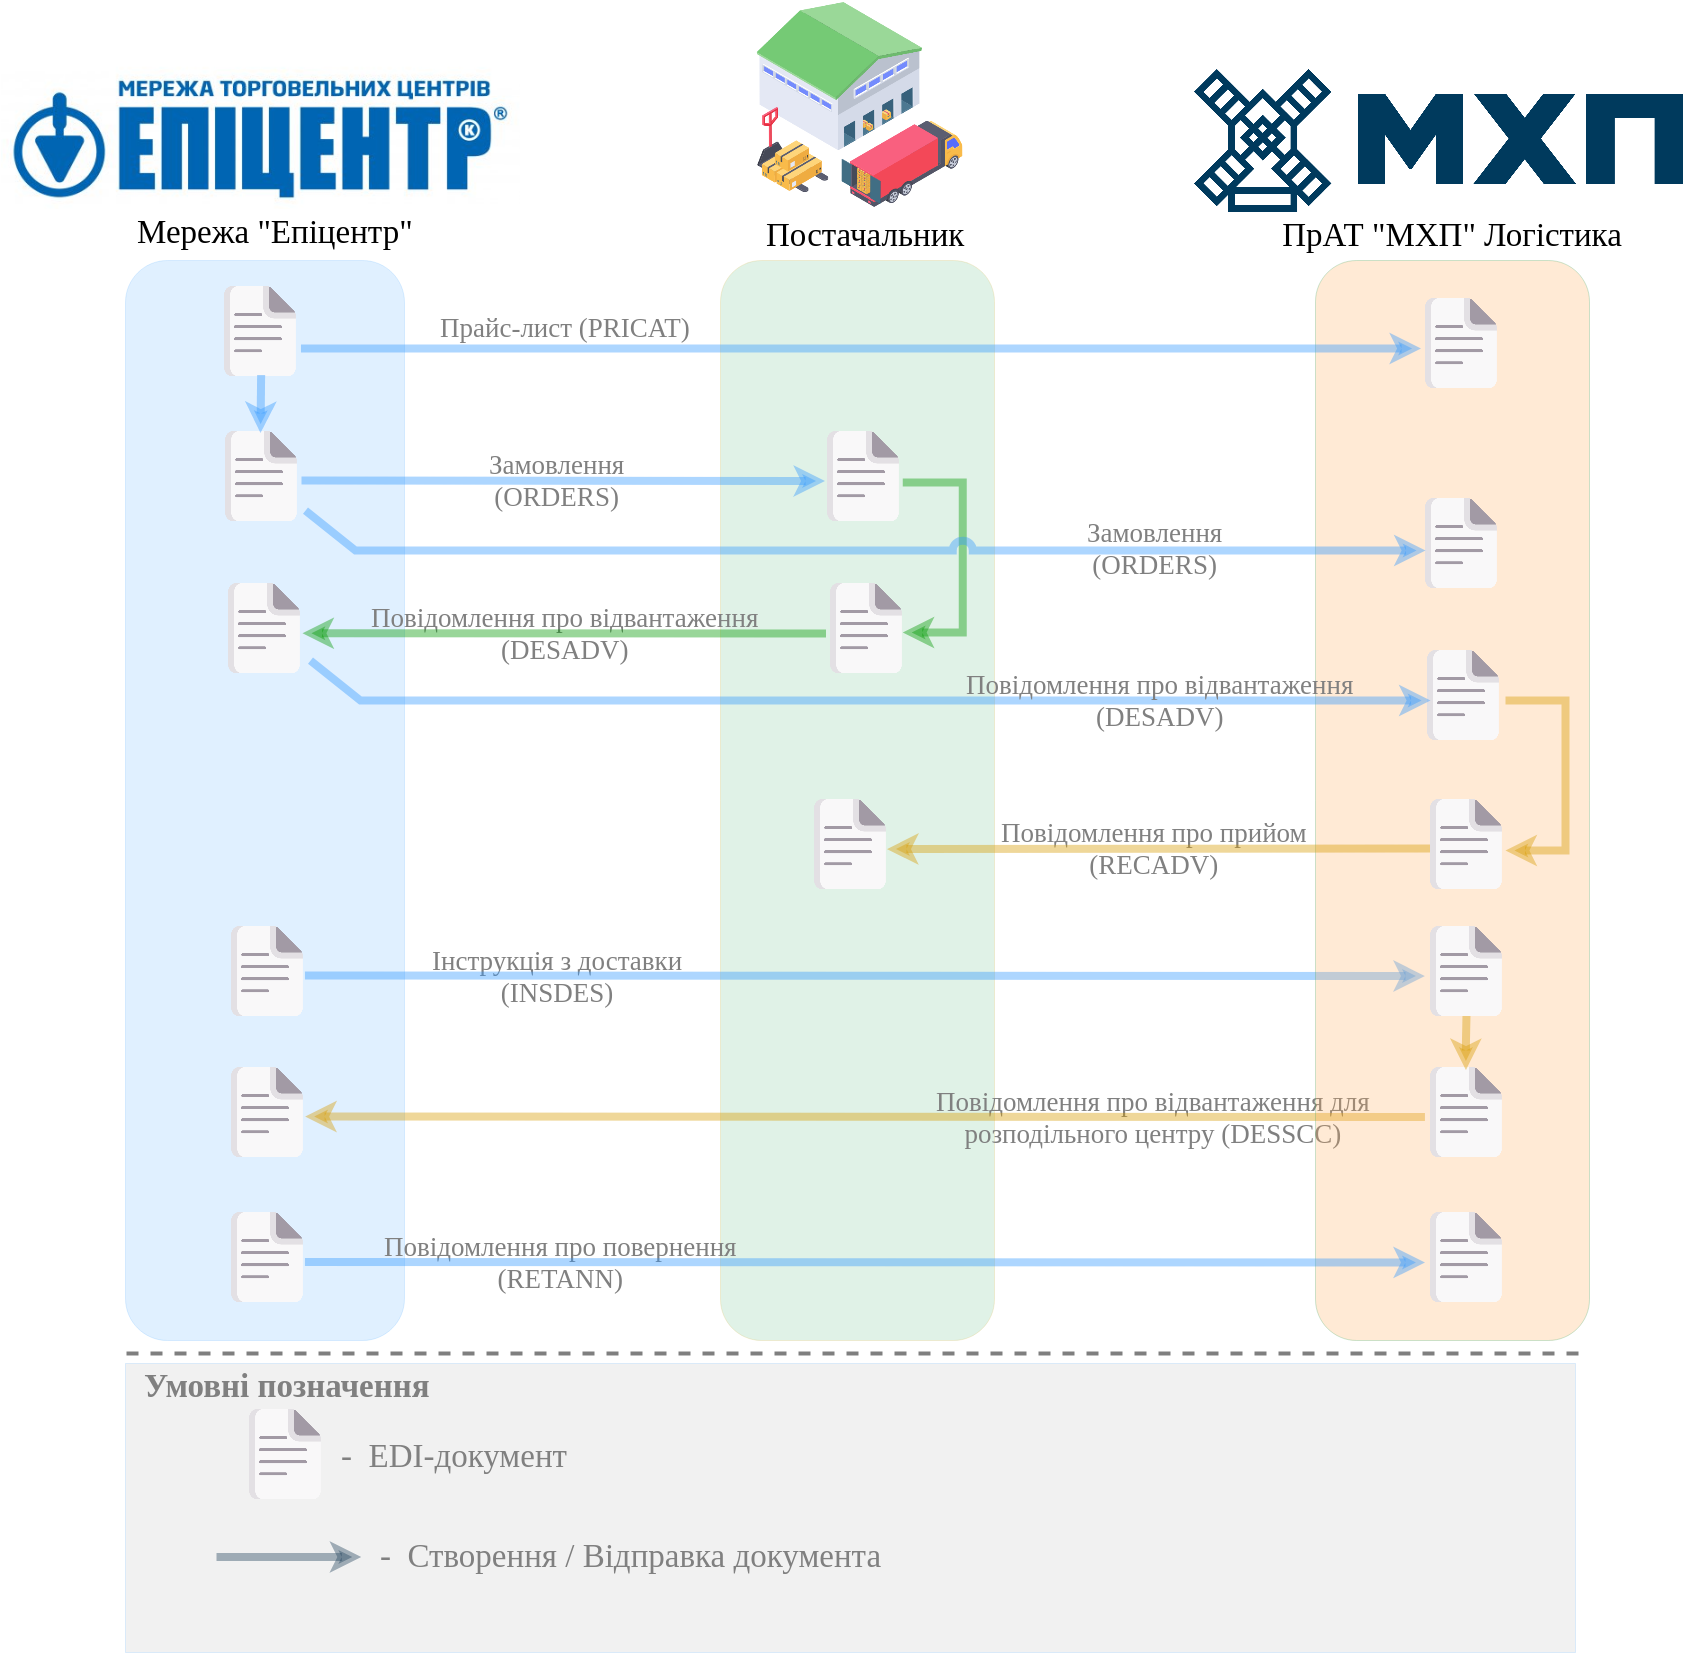 МЕРЕЖА ТОРГОВЕЛЬНИХ ЦЕНТРІВ
ЕПІЦЕНТР®
МХП
Мережа "Епіцентр"
Постачальник
ПрАТ "МХП" Логістика
Прайс-лист (PRICAT)
Замовлення
(ORDERS)
Замовлення
(ORDERS)
Повідомлення про відвантаження
(DESADV)
Повідомлення про відвантаження
(DESADV)
Повідомлення про прийом
(RECADV)
Інструкція з доставки
(INSDES)
Повідомлення про відвантаження для
розподільного центру (DESSCC)
Повідомлення про повернення
(RETANN)
Умовні позначення
- EDI-документ
- Створення / Відправка документа